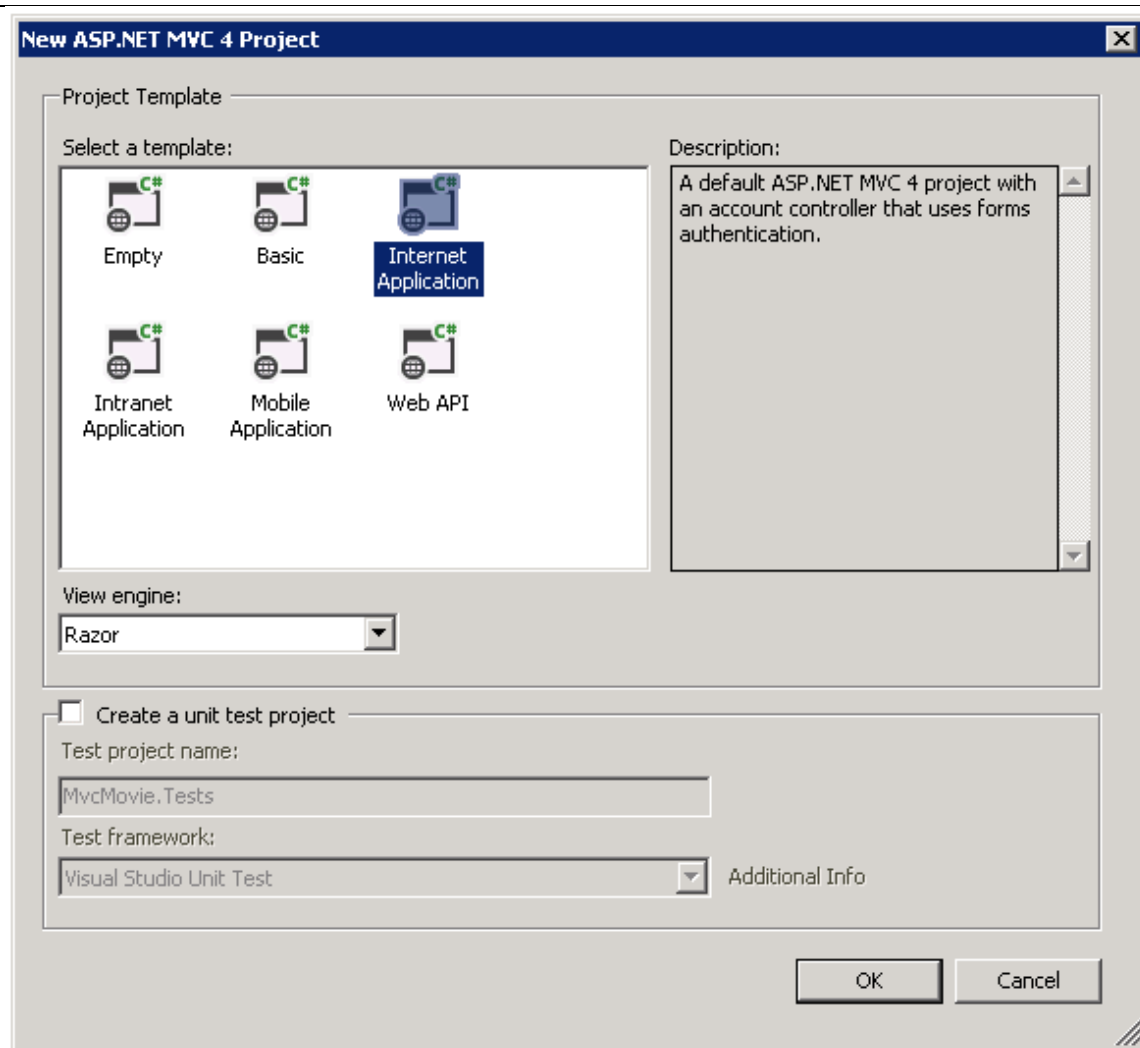 New ASP.NET MVC 4 Project
Project Template
Select a template:
Description:
C#
C#
C#
Empty
Basic
Internet
Application
A default ASP.NET MVC 4 project with
an account controller that uses forms
authentication.
C#
C#
C#
Intranet
Application
Mobile
Application
Web API
View engine:
Razor
Create a unit test project
Test project name:
MvcMovie.Tests
Test framework:
Visual Studio Unit Test
Additional Info
OK
Cancel